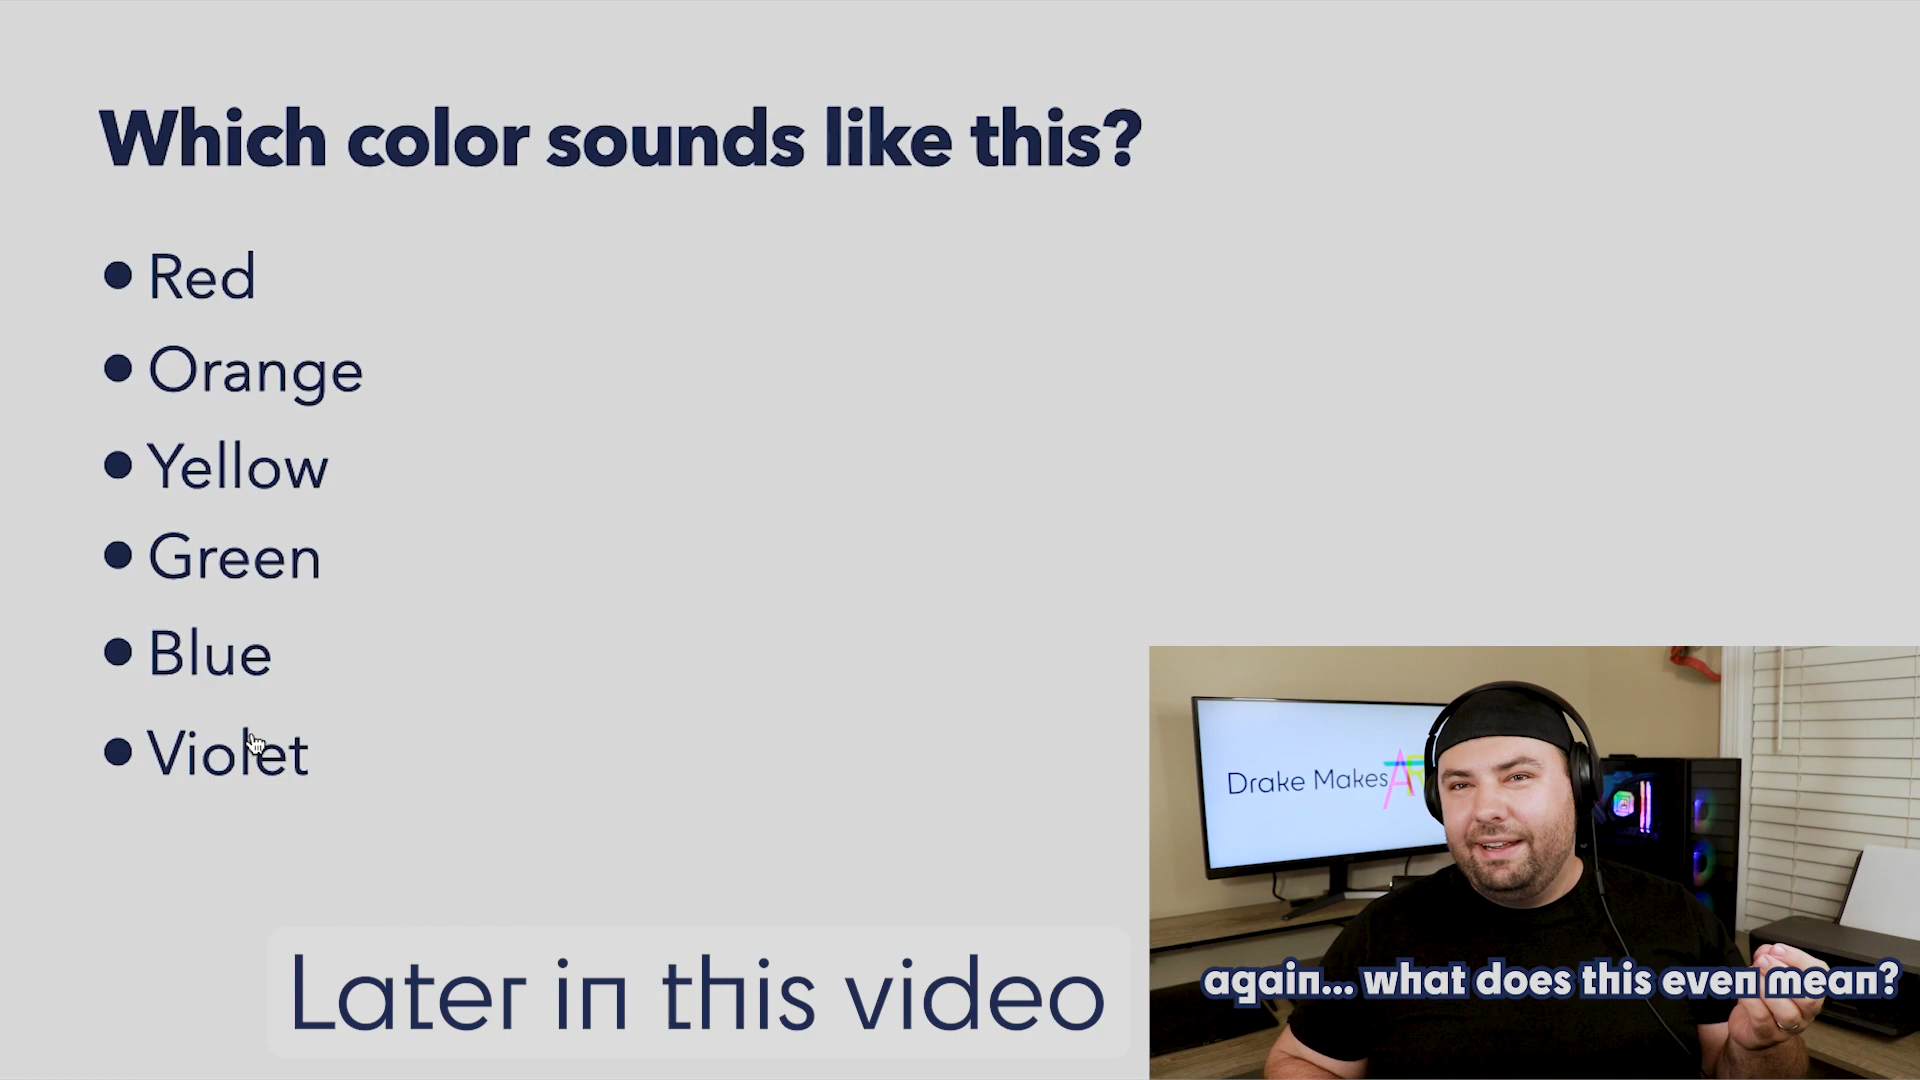 Which color sounds like this?
• Red
• Orange
• Yellow
• Green
• Blue
• Violet
Later in this video
Drake Makes AR
again... what does this even mean?